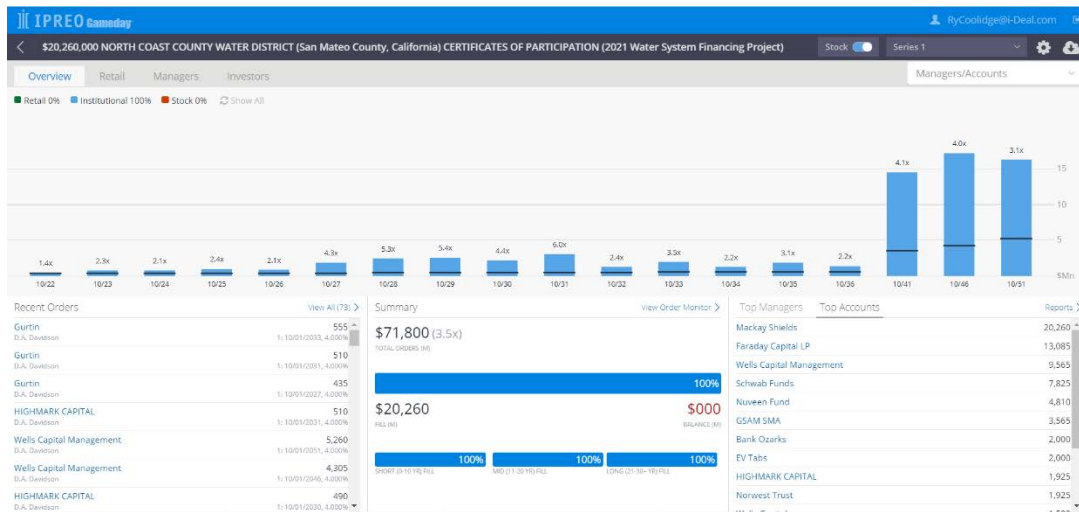 IPREO Gameday
RyCoolidge@i-Deal.com
$20,260,000 NORTH COAST COUNTY WATER DISTRICT (San Mateo County, California) CERTIFICATES OF PARTICIPATION (2021 Water System Financing Project)
Stock
Series 1
Overview Retail Managers Investors
Managers/Accounts
Retail 0% Institutional 100% Stock 0% Show All
1.4x 2.3x 2.1x 2.4x 2.1x 4.3x 5.3x 5.4x 4.4x 6.0x 2.4x 3.5x 2.2x 3.1x 2.2x 4.1x 4.0x 3.1x
15
10
5
$Mn
10/22 10/23 10/24 10/25 10/26 10/27 10/28 10/29 10/30 10/31 10/32 10/33 10/34 10/35 10/36 10/41 10/46 10/51
Recent Orders View All (73)
Gurtin 555
D.A. Davidson 1: 10/01/2033, 4.000%
Gurtin 510
D.A. Davidson 1: 10/01/2031, 4.000%
Gurtin 435
D.A. Davidson 1: 10/01/2027, 4.000%
HIGHMARK CAPITAL 510
D.A. Davidson 1: 10/01/2031, 4.000%
Wells Capital Management 5,260
D.A. Davidson 1: 10/01/2051, 4.000%
Wells Capital Management 4,305
D.A. Davidson 1: 10/01/2046, 4.000%
HIGHMARK CAPITAL 490
D.A. Davidson 1: 10/01/2030, 4.000%
Summary View Order Monitor
$71,800 (3.5x)
TOTAL ORDERS (M)
100%
$20,260 $000
FILL (M) BALANCE (M)
100% 100% 100%
SHORT (0-10 YR) FILL MID (11-20 YR) FILL LONG (21-30+ YR) FILL
Top Managers Top Accounts Reports
Mackay Shields 20,260
Faraday Capital LP 13,085
Wells Capital Management 9,565
Schwab Funds 7,825
Nuveen Fund 4,810
GSAM SMA 3,565
Bank Ozarks 2,000
EV Tabs 2,000
HIGHMARK CAPITAL 1,925
Norwest Trust 1,925